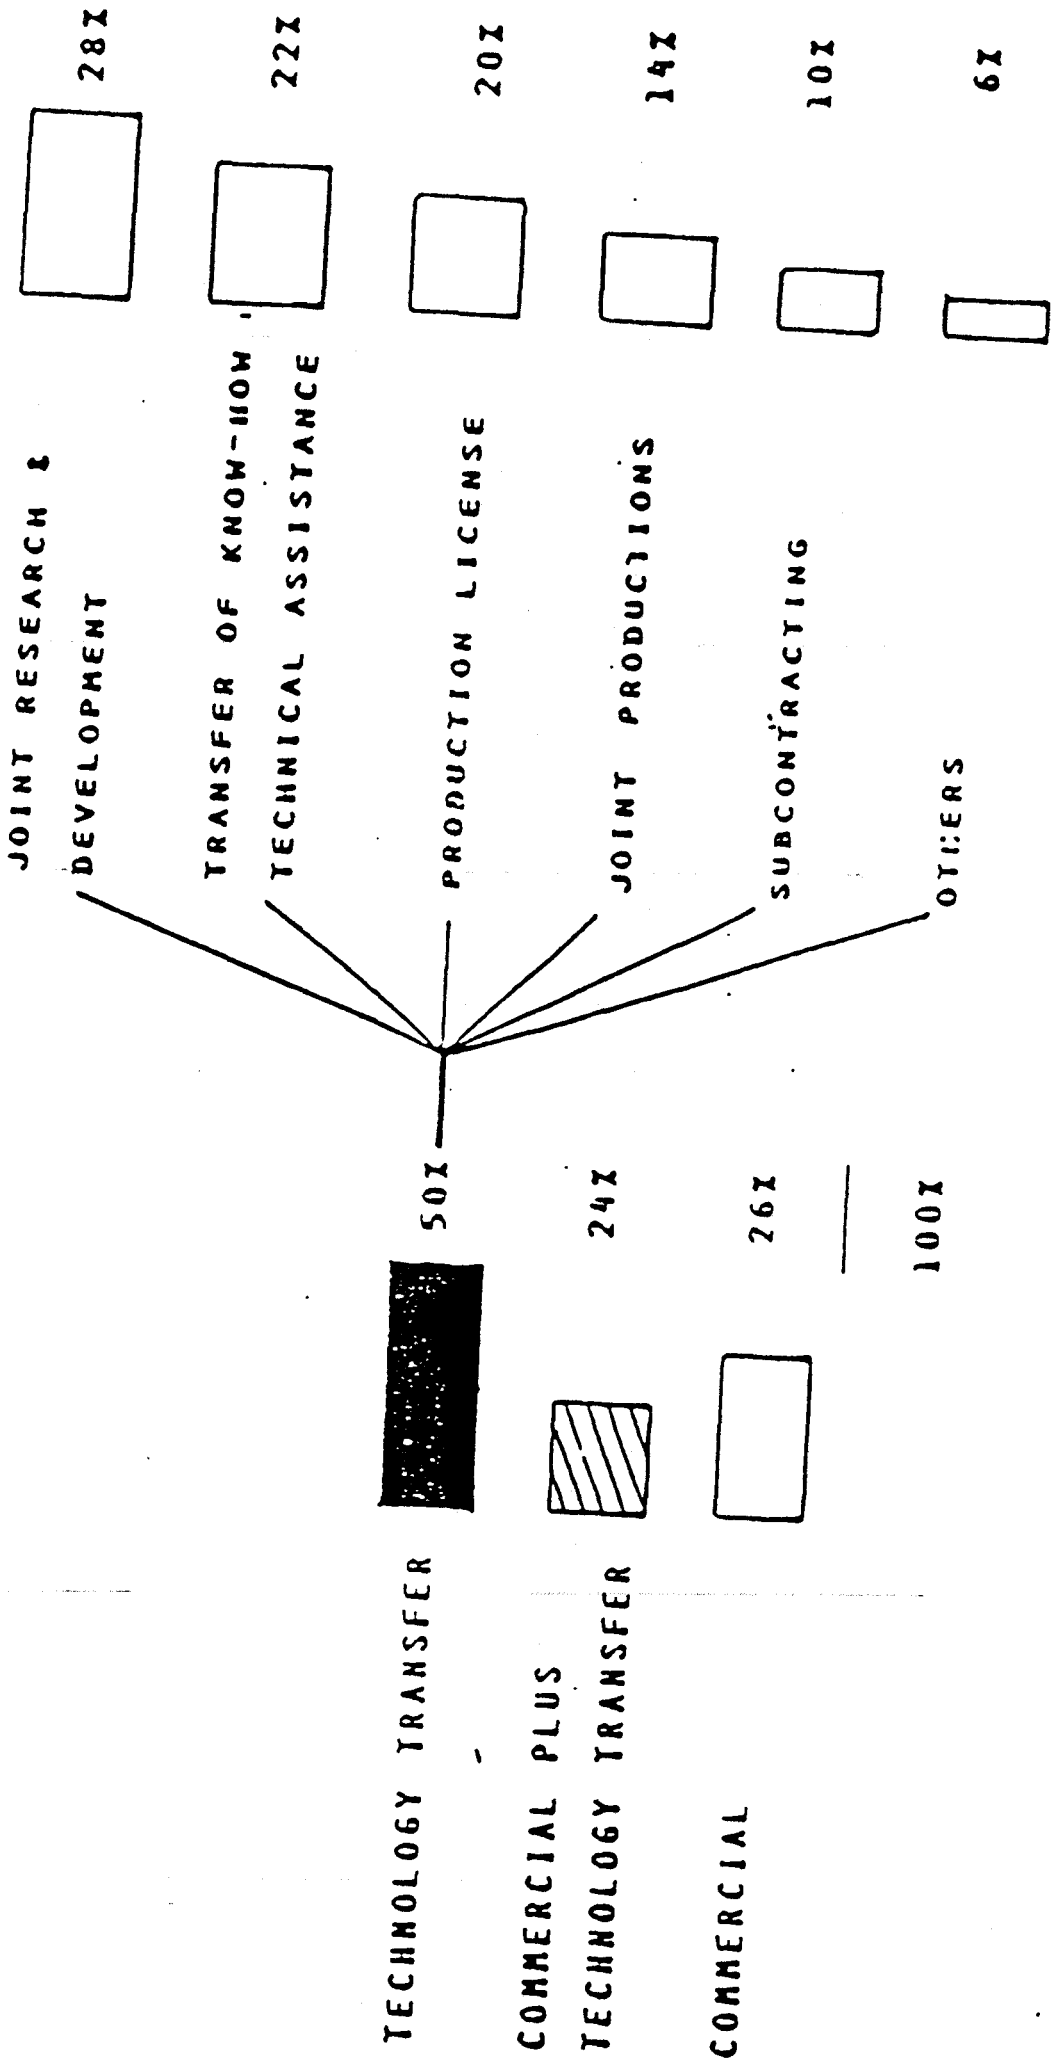 JOINT RESEARCH &
DEVELOPMENT
28%
TRANSFER OF KNOW-HOW,
TECHNICAL ASSISTANCE
22%
TECHNOLOGY TRANSFER
50%
PRODUCTION LICENSE
20%
COMMERCIAL PLUS
TECHNOLOGY TRANSFER
24%
JOINT PRODUCTIONS
14%
COMMERCIAL
26%
SUBCONTRACTING
10%
100%
OTHERS
6%